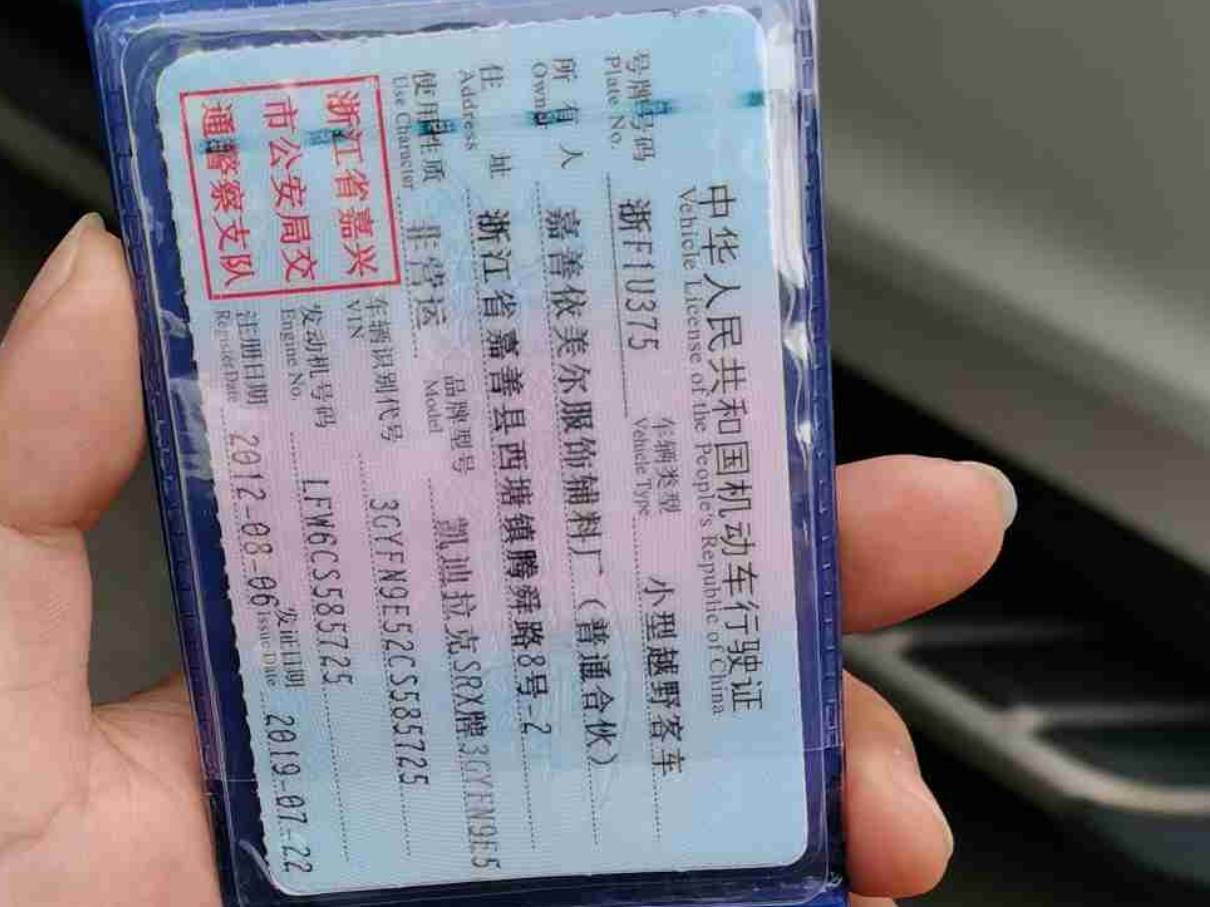 中华人民共和国机动车行驶证
Vehicle License of the People's Republic of China
号牌号码 浙F1U375 车辆类型 小型越野客车
Plate No. Vehicle Type
所有人 嘉善依美尔服饰辅料厂(普通合伙)
Owner
住址 浙江省嘉善县西塘镇腾舜路8号-2
Address
使用性质 非营运 品牌型号 凯迪拉克SRX牌3GYFN9E5
Use Character Model
车辆识别代号 3GYFN9E52CS585725
VIN
发动机号码 LFW6CS585725
Engine No.
注册日期 2012-08-06 发证日期 2019-07-22
Register Date Issue Date
浙江省嘉兴
市公安局交
通警察支队